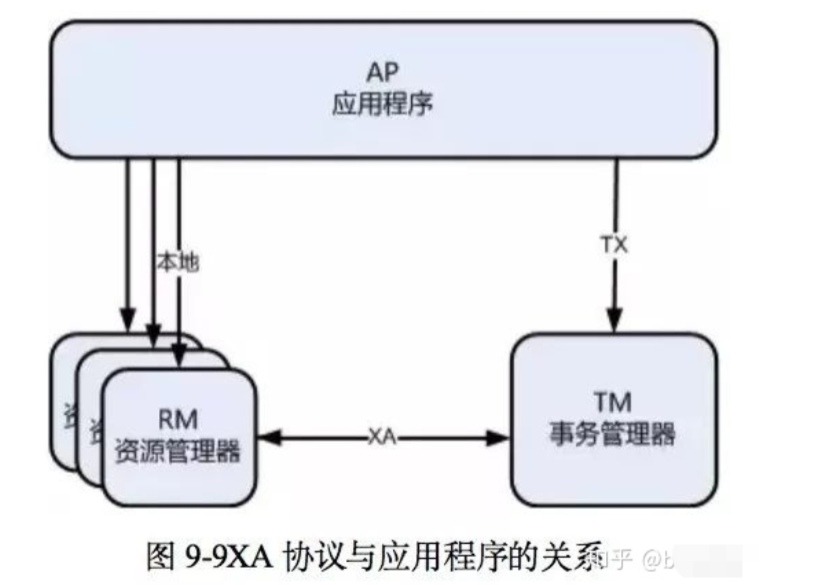 AP
应用程序
本地
TX
资
资
RM
资源管理器
XA
TM
事务管理器
图 9-9XA 协议与应用程序的关系
知乎 @b